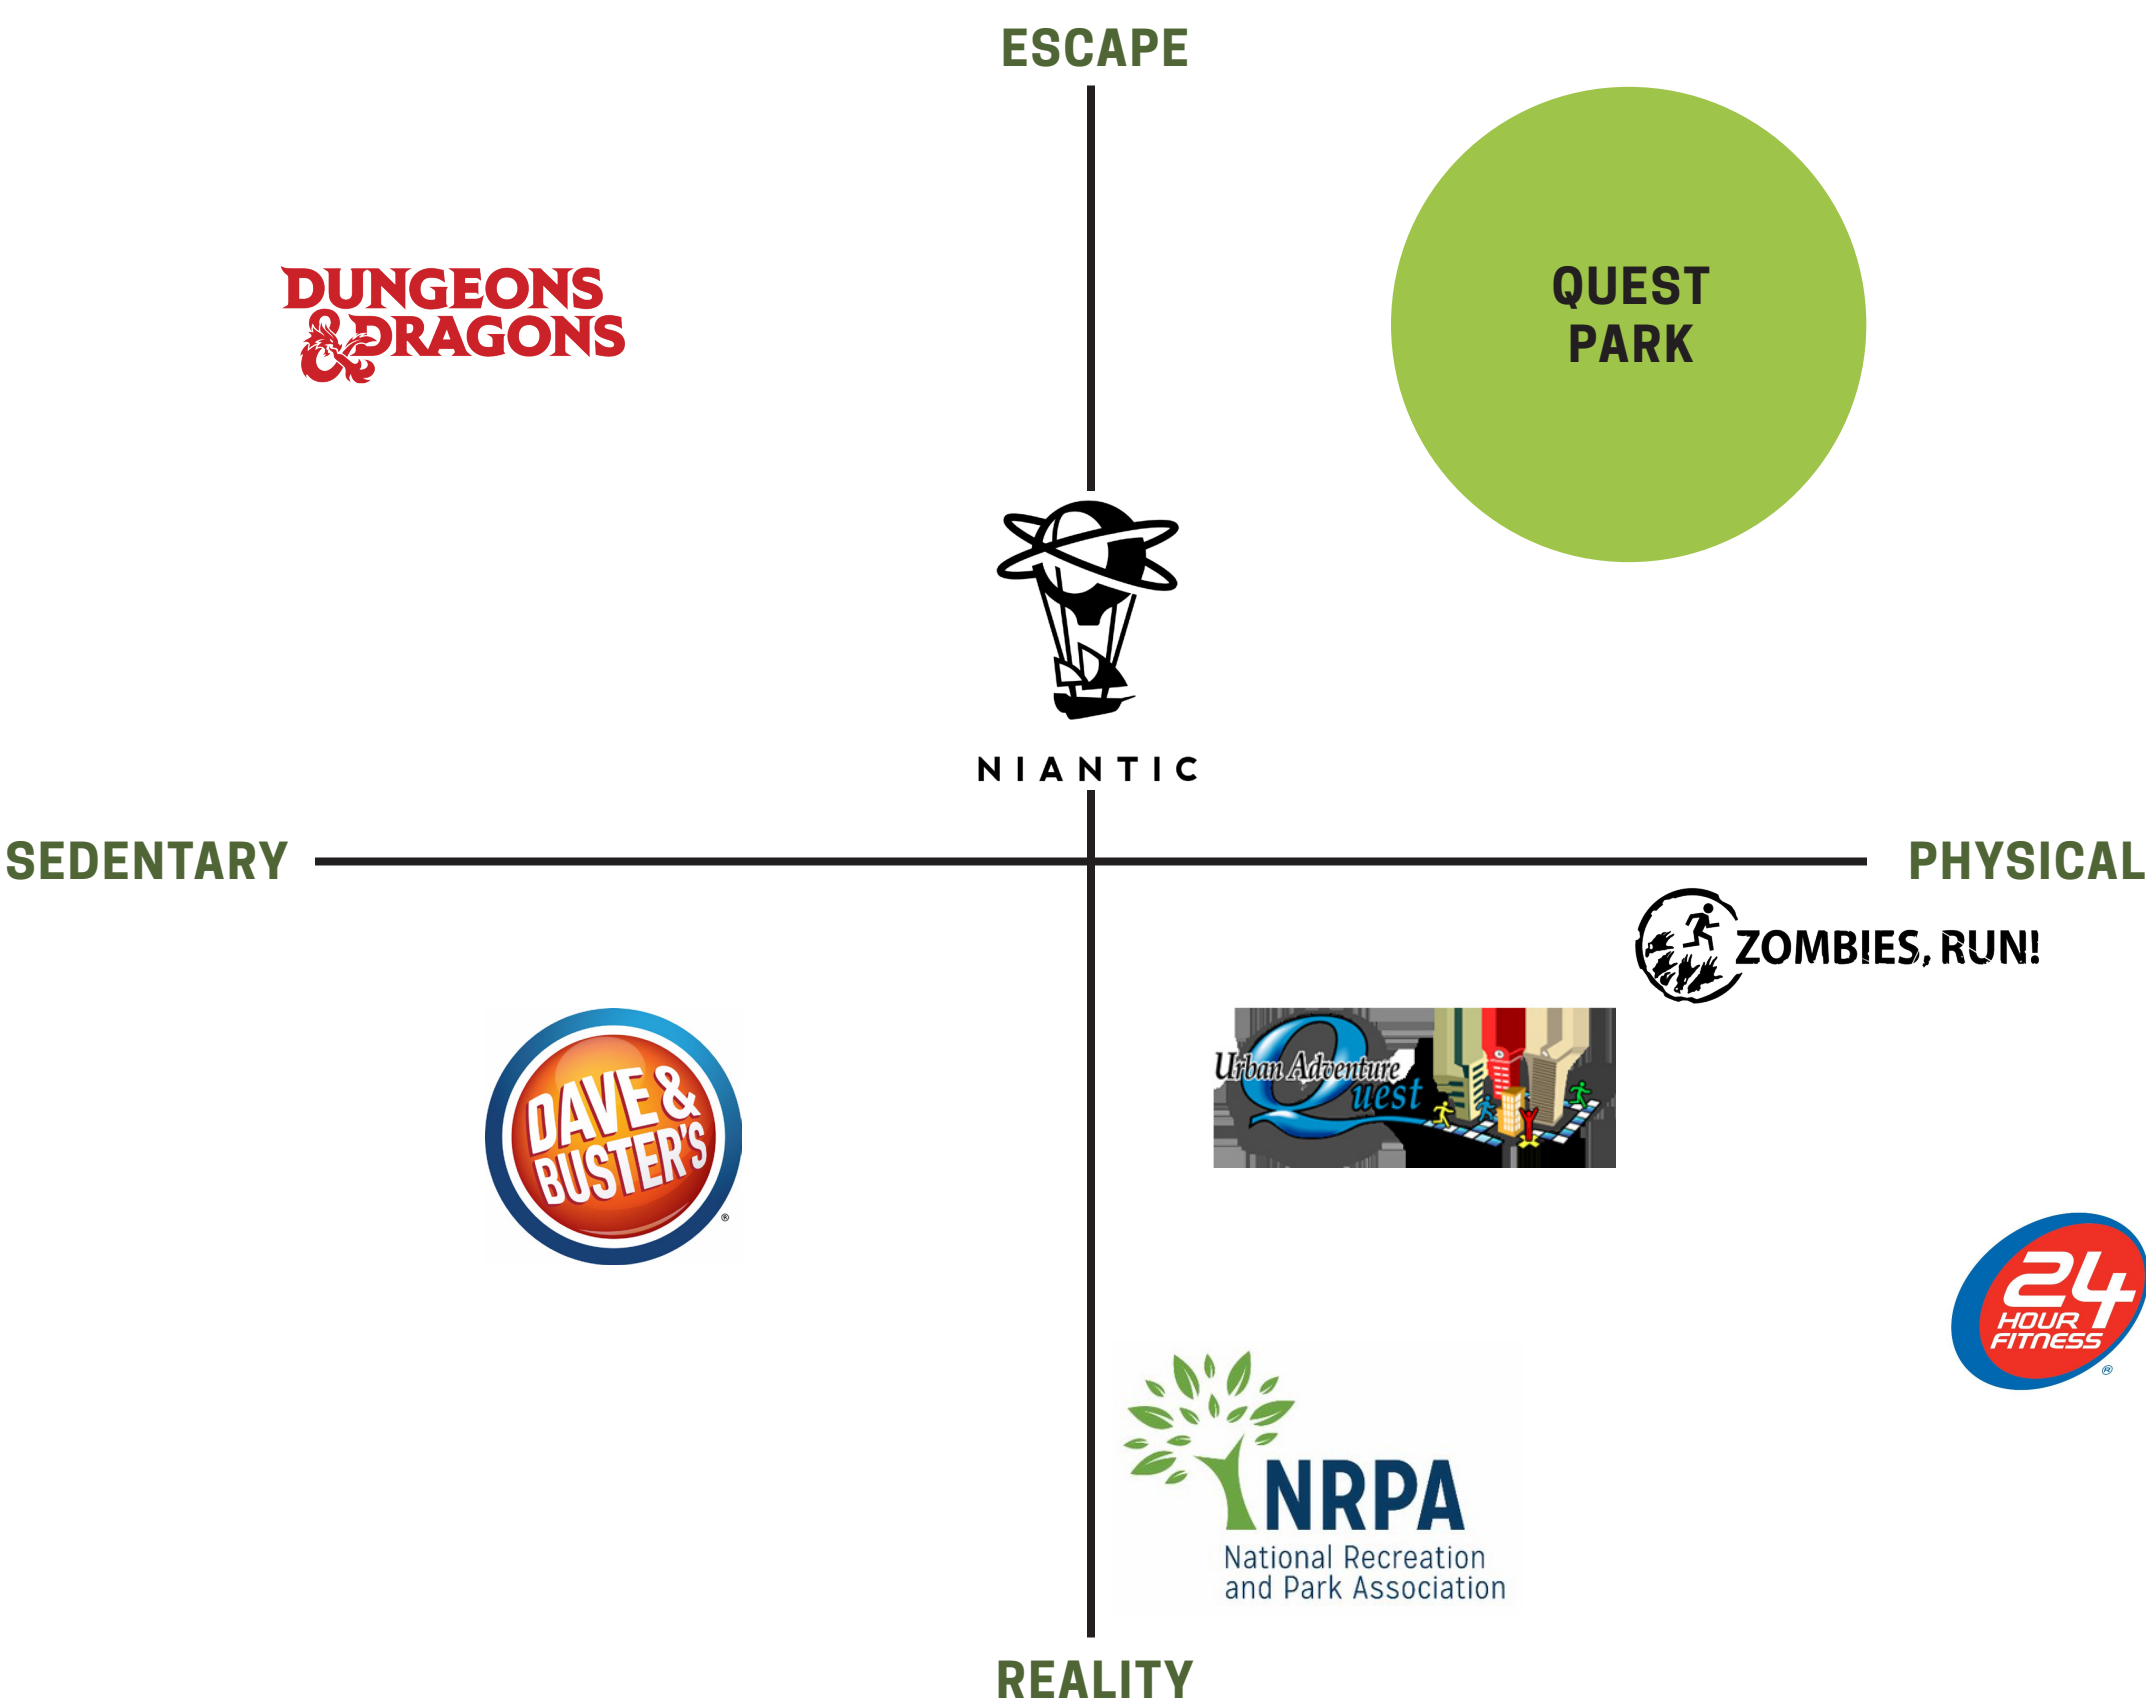 ESCAPE
QUEST
PARK
DUNGEONS
& DRAGONS
NIANTIC
SEDENTARY
PHYSICAL
ZOMBIES, RUN!
Urban Adventure
Quest
DAVE &
BUSTER'S
®
24
HOUR
FITNESS
®
NRPA
National Recreation
and Park Association
REALITY